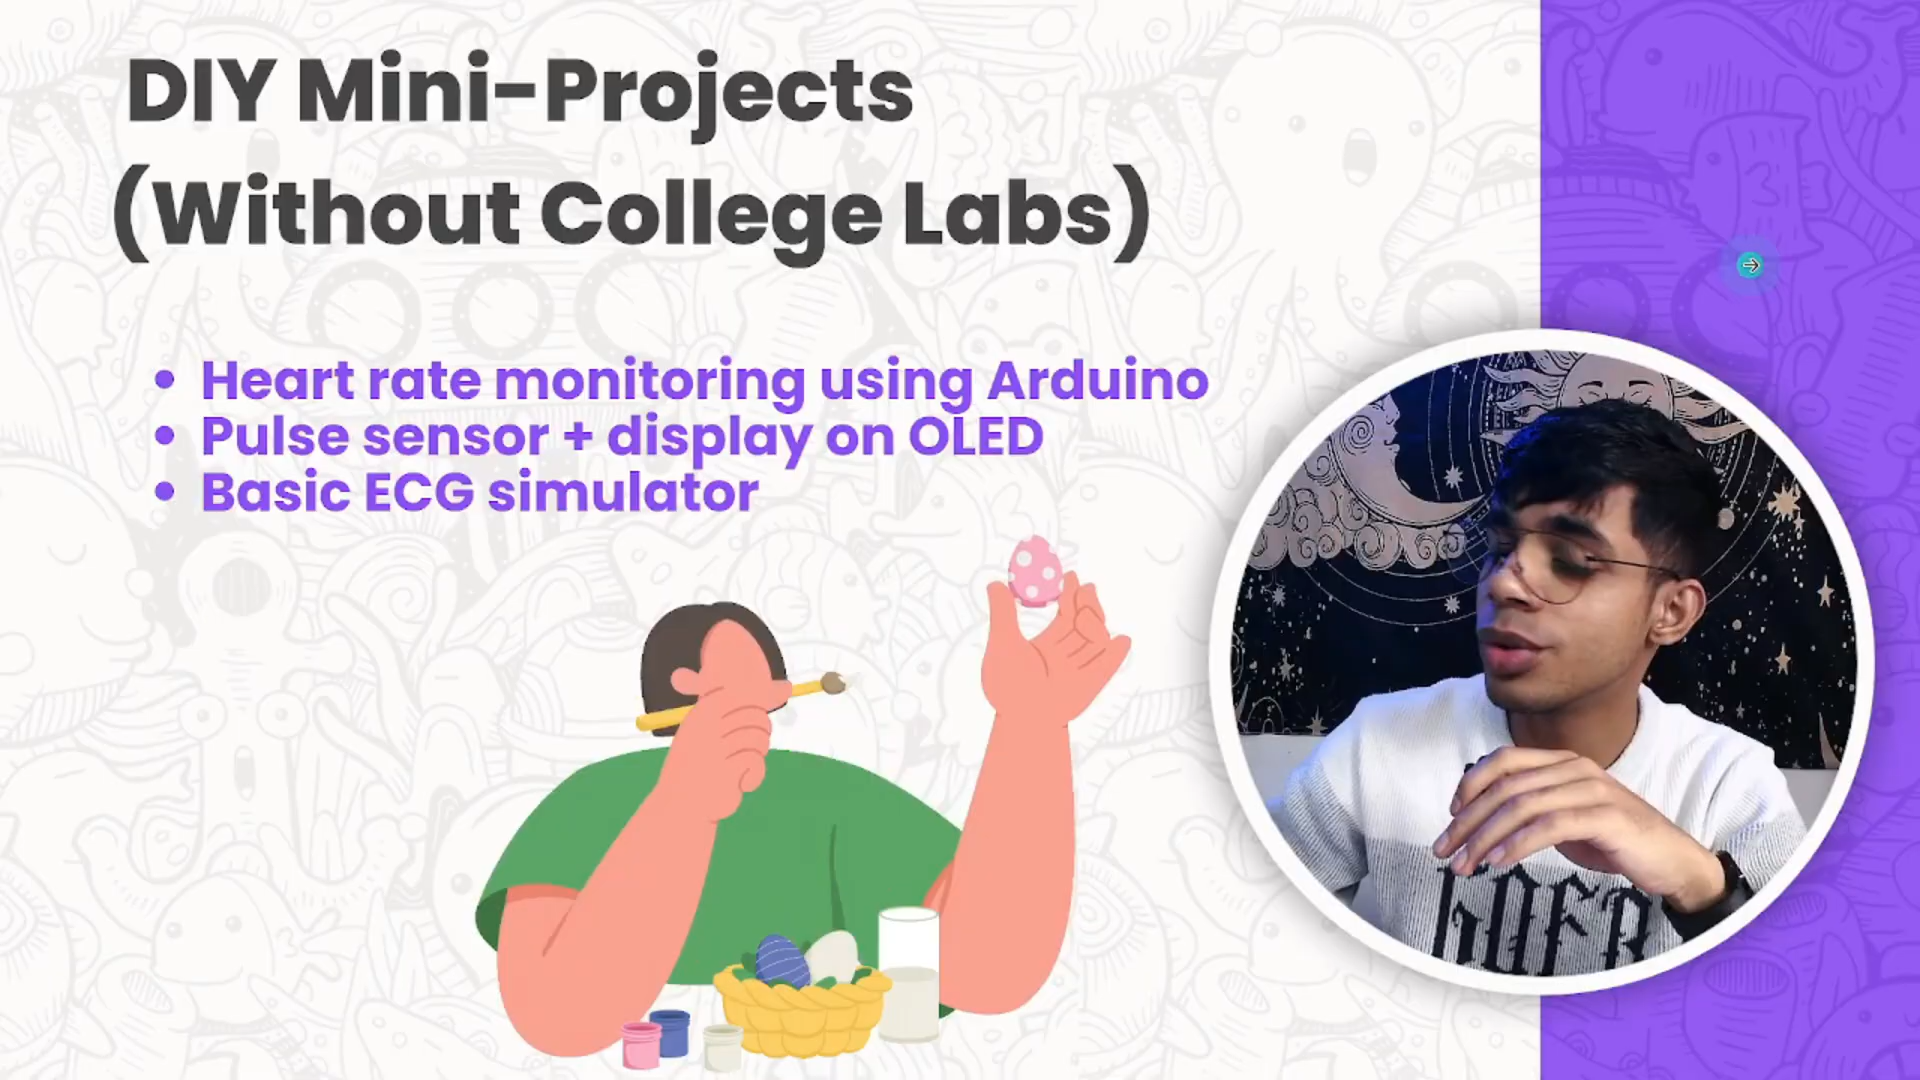 DIY Mini-Projects
(Without College Labs)
• Heart rate monitoring using Arduino
• Pulse sensor + display on OLED
• Basic ECG simulator